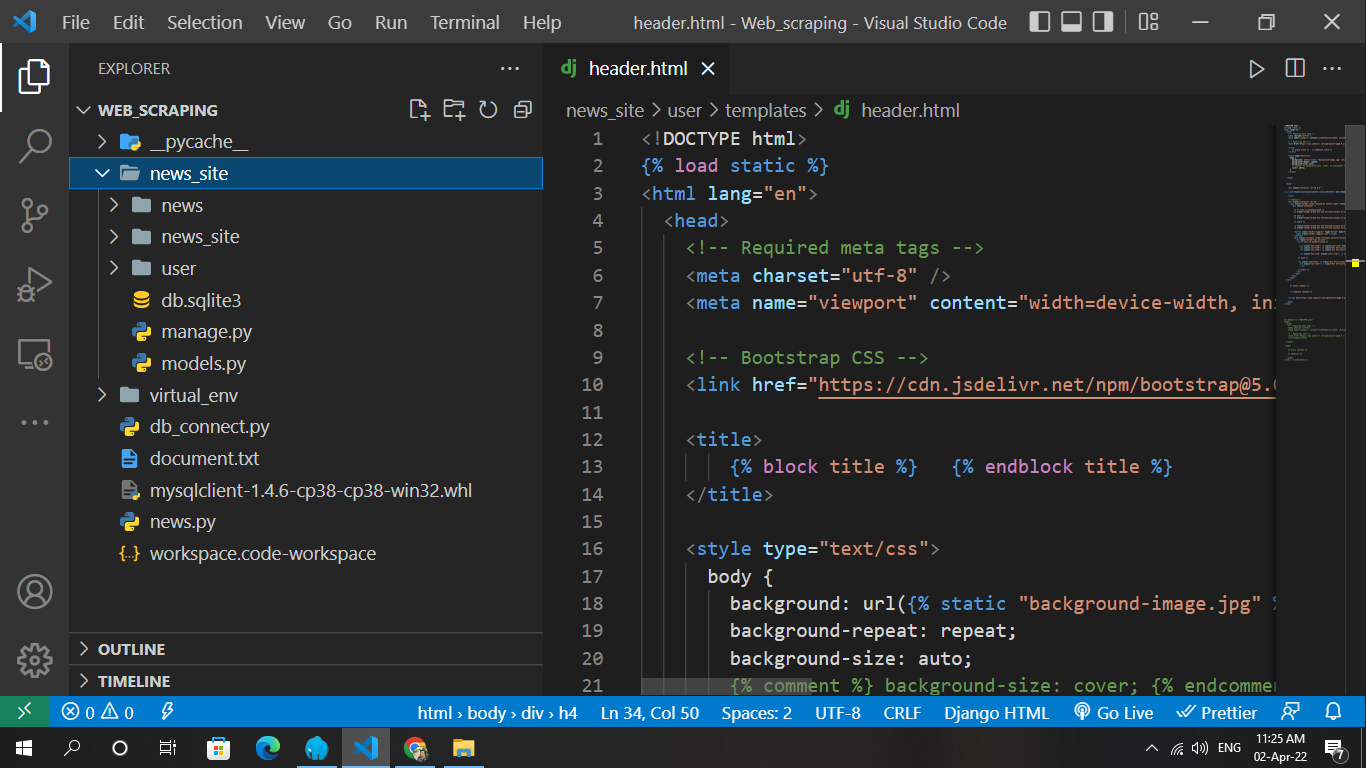 File Edit Selection View Go Run Terminal Help header.html - Web_scraping - Visual Studio Code
EXPLORER
WEB_SCRAPING
__pycache__
news_site
news
news_site
user
db.sqlite3
manage.py
models.py
virtual_env
db_connect.py
document.txt
mysqlclient-1.4.6-cp38-cp38-win32.whl
news.py
workspace.code-workspace
OUTLINE
TIMELINE
dj header.html
news_site > user > templates > dj header.html
1 <!DOCTYPE html>
2 {% load static %}
3 <html lang="en">
4 <head>
5 <!-- Required meta tags -->
6 <meta charset="utf-8" />
7 <meta name="viewport" content="width=device-width, in
8
9 <!-- Bootstrap CSS -->
10 <link href="https://cdn.jsdelivr.net/npm/bootstrap@5.
11
12 <title>
13 {% block title %} {% endblock title %}
14 </title>
15
16 <style type="text/css">
17 body {
18 background: url({% static "background-image.jpg"
19 background-repeat: repeat;
20 background-size: auto;
21 {% comment %} background-size: cover; {% endcomme
0 0 html › body › div › h4 Ln 34, Col 50 Spaces: 2 UTF-8 CRLF Django HTML Go Live Prettier
ENG 11:25 AM
02-Apr-22 7